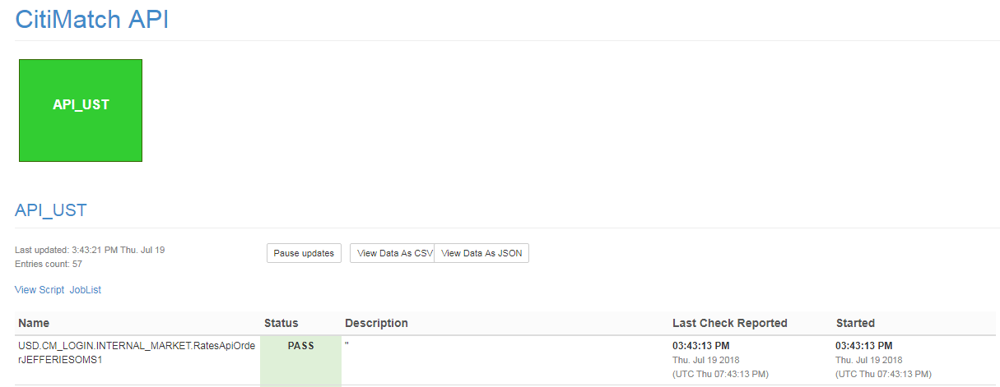 CitiMatch API
API_UST
API_UST
Last updated: 3:43:21 PM Thu. Jul 19
Entries count: 57
Pause updates
View Data As CSV
View Data As JSON
View Script JobList
Name Status Description Last Check Reported Started
USD.CM_LOGIN.INTERNAL_MARKET.RatesApiOrde PASS '' 03:43:13 PM 03:43:13 PM
rJEFFERIESOMS1 Thu. Jul 19 2018 Thu. Jul 19 2018
(UTC Thu 07:43:13 PM) (UTC Thu 07:43:13 PM)